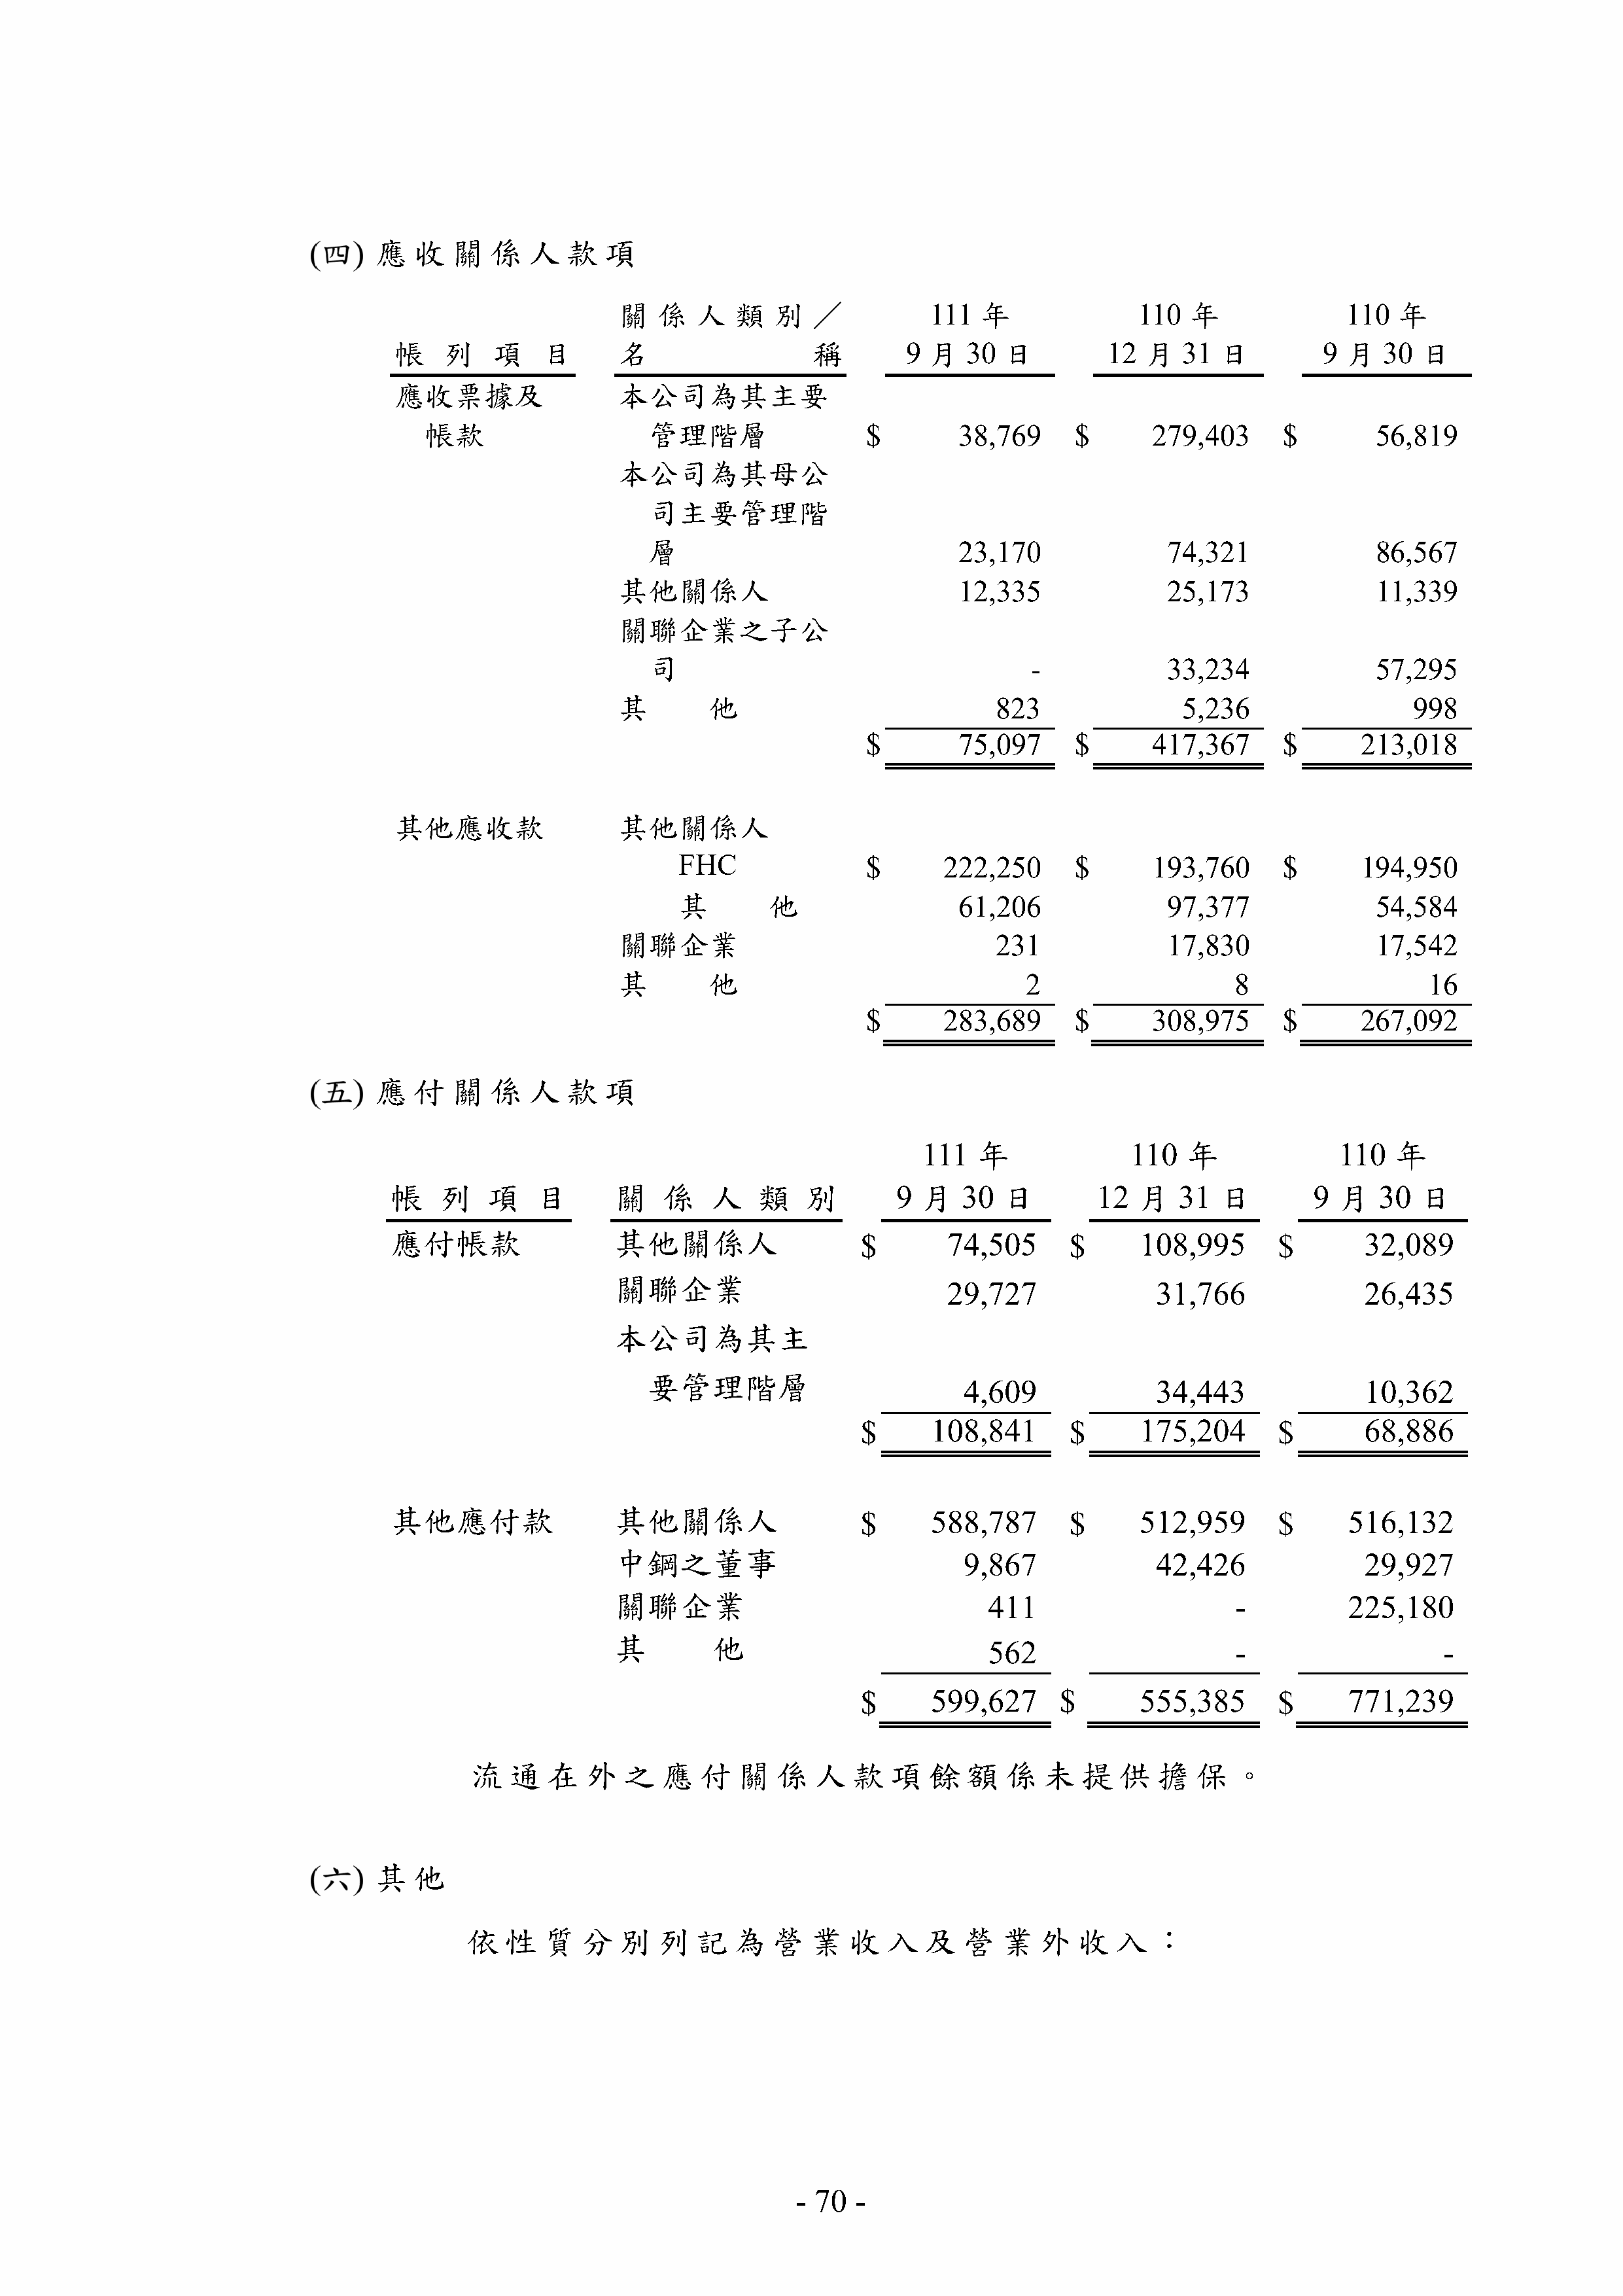 (四) 應收關係人款項
關係人類別／ 111 年 110 年 110 年
帳列項目 名稱 9 月 30 日 12 月 31 日 9 月 30 日
應收票據及 本公司為其主要
帳款 管理階層 $ 38,769 $ 279,403 $ 56,819
本公司為其母公
司主要管理階
層 23,170 74,321 86,567
其他關係人 12,335 25,173 11,339
關聯企業之子公
司 - 33,234 57,295
其他 823 5,236 998
$ 75,097 $ 417,367 $ 213,018
其他應收款 其他關係人
FHC $ 222,250 $ 193,760 $ 194,950
其他 61,206 97,377 54,584
關聯企業 231 17,830 17,542
其他 2 8 16
$ 283,689 $ 308,975 $ 267,092
(五) 應付關係人款項
111 年 110 年 110 年
帳列項目 關係人類別 9 月 30 日 12 月 31 日 9 月 30 日
應付帳款 其他關係人 $ 74,505 $ 108,995 $ 32,089
關聯企業 29,727 31,766 26,435
本公司為其主
要管理階層 4,609 34,443 10,362
$ 108,841 $ 175,204 $ 68,886
其他應付款 其他關係人 $ 588,787 $ 512,959 $ 516,132
中鋼之董事 9,867 42,426 29,927
關聯企業 411 - 225,180
其他 562 - -
$ 599,627 $ 555,385 $ 771,239
流通在外之應付關係人款項餘額係未提供擔保。
(六) 其他
依性質分別列記為營業收入及營業外收入：
- 70 -